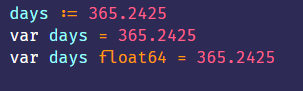 days := 365.2425
var days = 365.2425
var days float64 = 365.2425